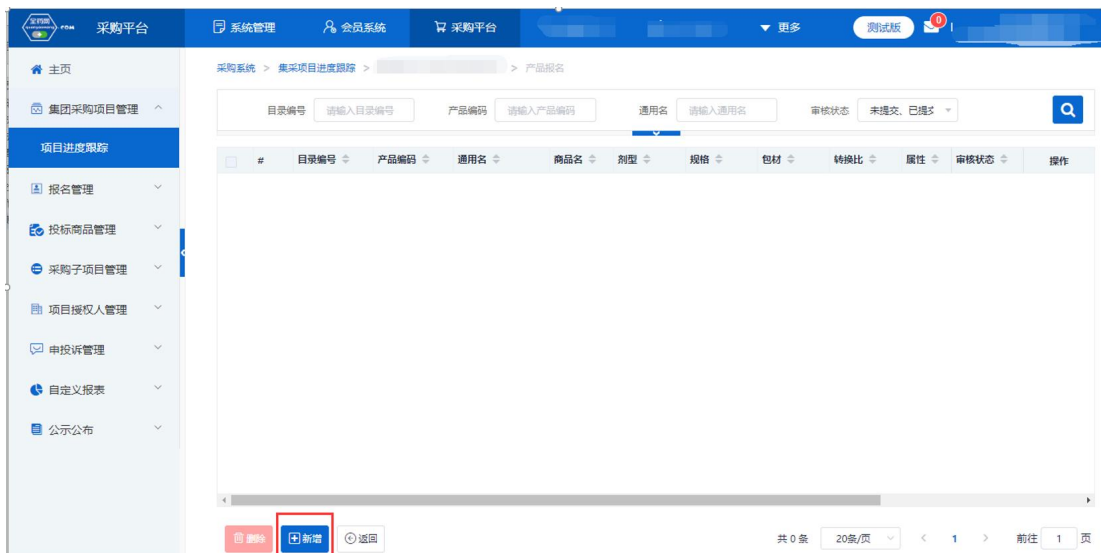 全药网 .COM 采购平台 系统管理 会员系统 采购平台 更多 测试版 0
主页
采购系统 > 集采项目进度跟踪 > > 产品报名
集团采购项目管理
目录编号 请输入目录编号 产品编码 请输入产品编码 通用名 请输入通用名 审核状态 未提交、已提交
项目进度跟踪
# 目录编号 产品编码 通用名 商品名 剂型 规格 包材 转换比 属性 审核状态 操作
报名管理
投标商品管理
采购子项目管理
项目授权人管理
申投诉管理
自定义报表
公示公布
删除 新增 返回 共 0 条 20条/页 < 1 > 前往 1 页